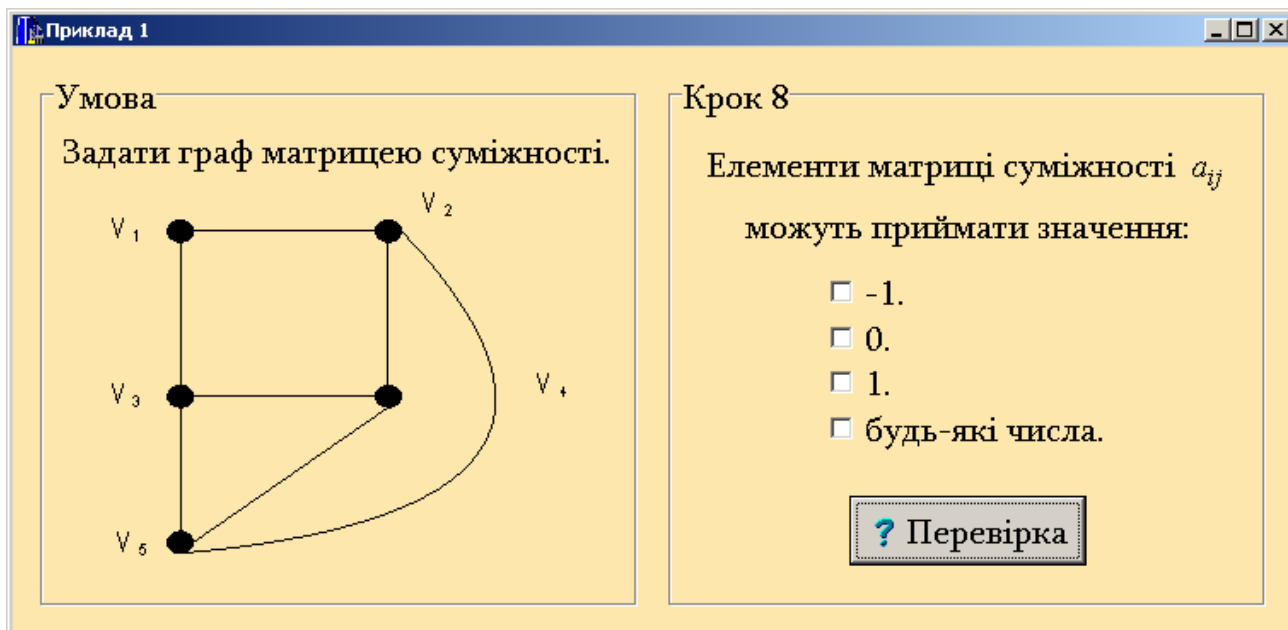 Приклад 1
Умова
Задати граф матрицею суміжності.
V 1
V 2
V 3
V 4
V 5
Крок 8
Елементи матриці суміжності a_ij
можуть приймати значення:
-1.
0.
1.
будь-які числа.
? Перевірка